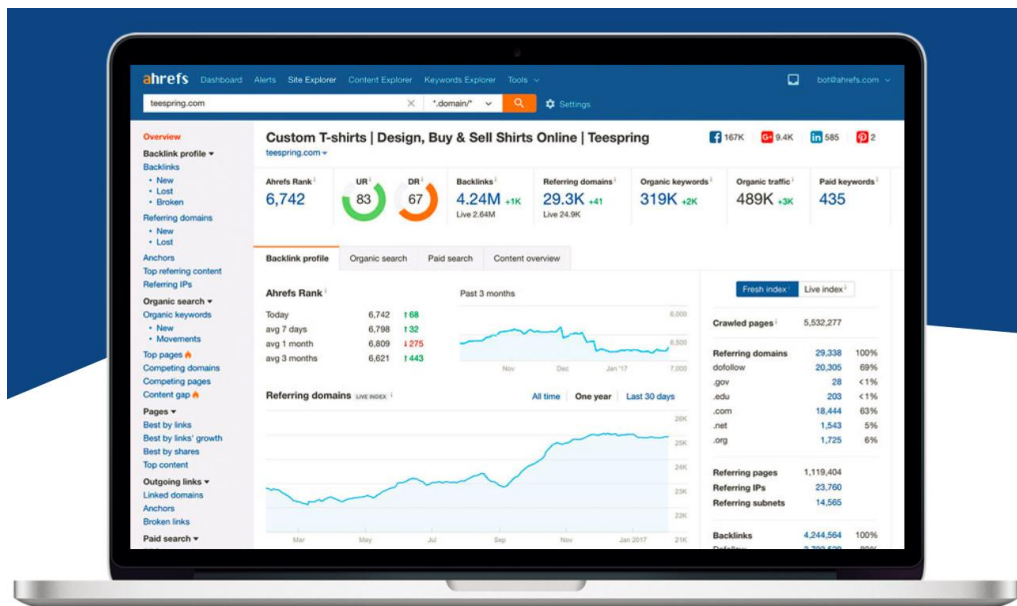 ahrefs Dashboard Alerts Site Explorer Content Explorer Keywords Explorer Tools bot@ahrefs.com
teespring.com *.domain/* Settings
Overview
Backlink profile
Backlinks
• New
• Lost
• Broken
Referring domains
• New
• Lost
Anchors
Top referring content
Referring IPs
Organic search
Organic keywords
• New
• Movements
Top pages
Competing domains
Competing pages
Content gap
Pages
Best by links
Best by links' growth
Best by shares
Top content
Outgoing links
Linked domains
Anchors
Broken links
Paid search
Custom T-shirts | Design, Buy & Sell Shirts Online | Teespring
teespring.com
167K G+ 9.4K in 585 2
Ahrefs Rank i
6,742
UR i
83
DR i
67
Backlinks i
4.24M +1K
Live 2.64M
Referring domains i
29.3K +41
Live 24.9K
Organic keywords i
319K +2K
Organic traffic i
489K +3K
Paid keywords i
435
Backlink profile Organic search Paid search Content overview
Ahrefs Rank i
Today 6,742 ↑68
avg 7 days 6,798 ↑32
avg 1 month 6,809 ↓275
avg 3 months 6,621 ↑443
Past 3 months
6,000
6,500
7,000
Nov Dec Jan '17
Referring domains LIVE INDEX i
All time One year Last 30 days
26K
25K
24K
23K
22K
21K
Mar May Jul Sep Nov Jan 2017
Fresh index i Live index i
Crawled pages i 5,532,277
Referring domains 29,338 100%
dofollow 20,305 69%
.gov 28 <1%
.edu 203 <1%
.com 18,444 63%
.net 1,543 5%
.org 1,725 6%
Referring pages 1,119,404
Referring IPs 23,760
Referring subnets 14,565
Backlinks 4,244,564 100%